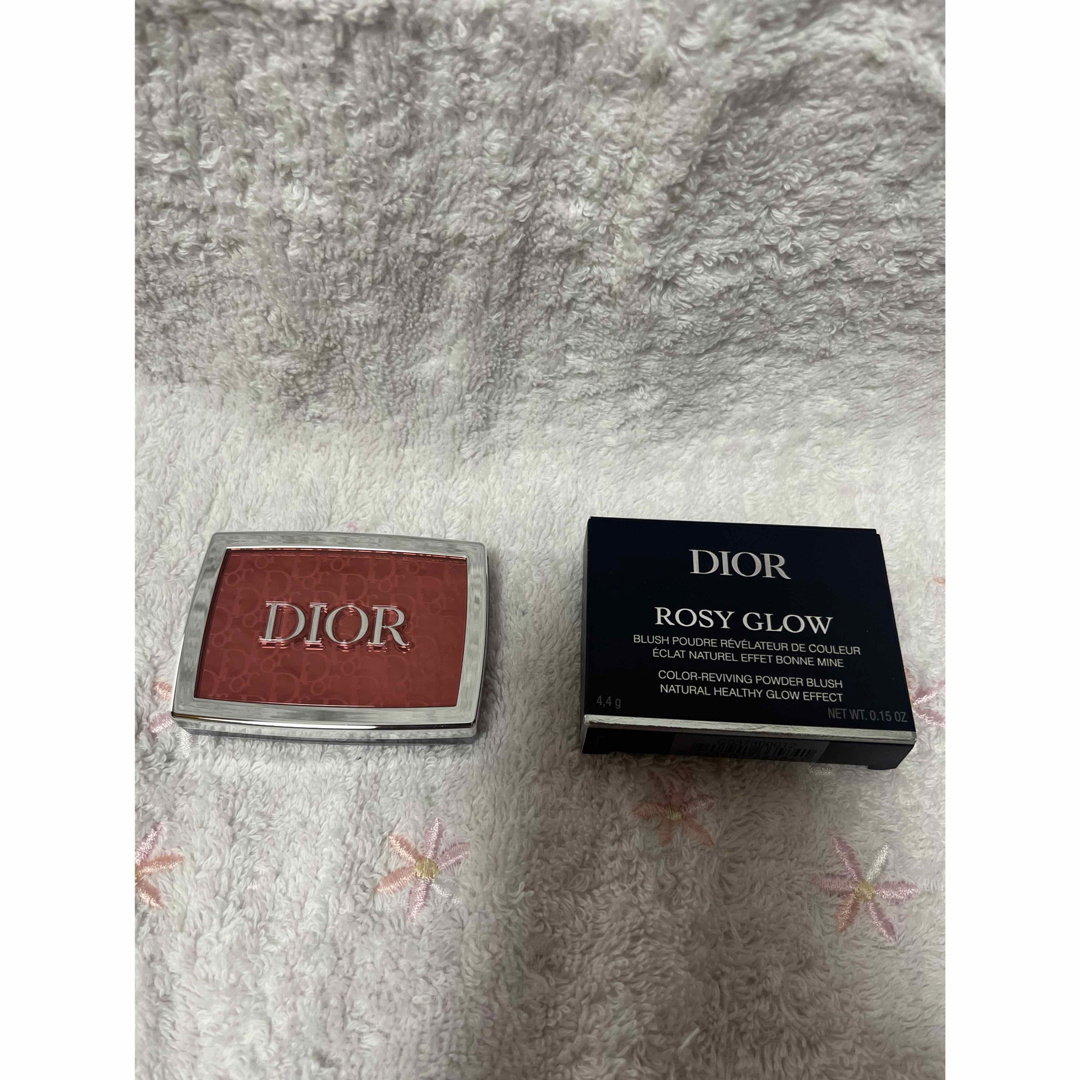 DIOR
DIOR
ROSY GLOW
BLUSH POUDRE RÉVÉLATEUR DE COULEUR
ÉCLAT NATUREL EFFET BONNE MINE
COLOR-REVIVING POWDER BLUSH
NATURAL HEALTHY GLOW EFFECT
4,4 g
NET WT. 0.15 OZ